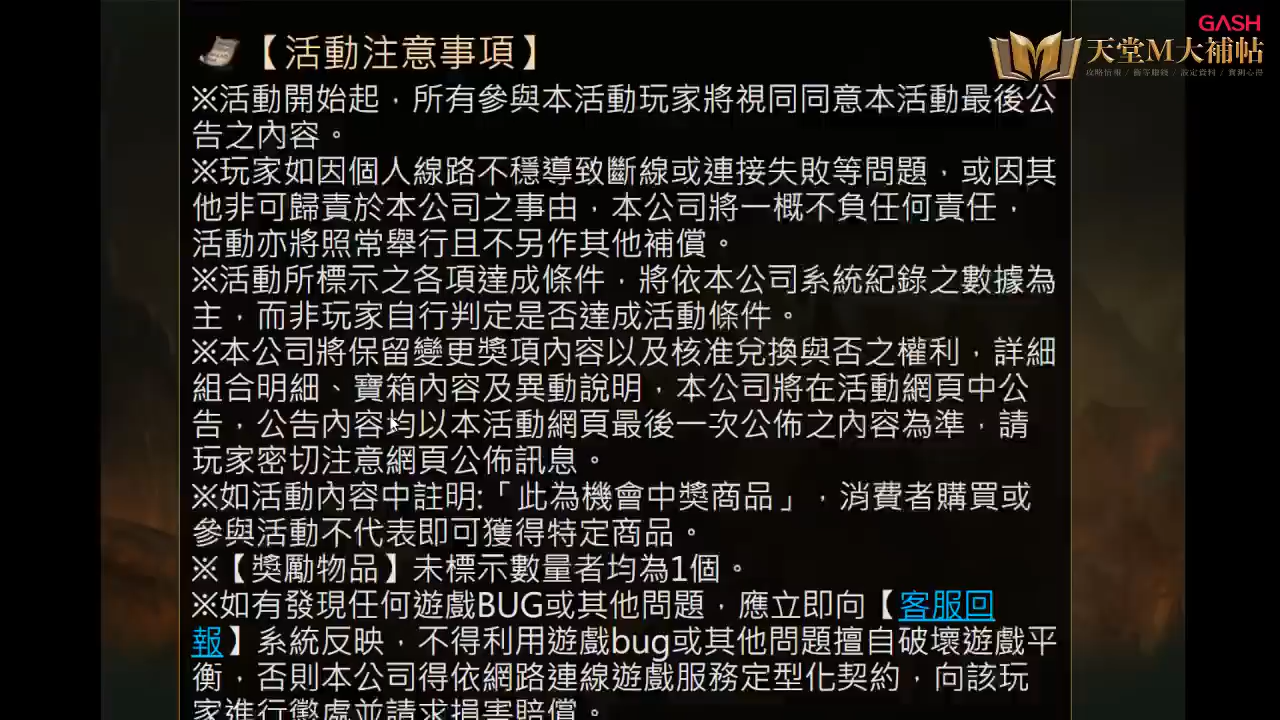 GASH
天堂M大補帖
【活動注意事項】
※活動開始起，所有參與本活動玩家將視同同意本活動最後公
告之內容。
※玩家如因個人線路不穩導致斷線或連接失敗等問題，或因其
他非可歸責於本公司之事由，本公司將一概不負任何責任，
活動亦將照常舉行且不另作其他補償。
※活動所標示之各項達成條件，將依本公司系統紀錄之數據為
主，而非玩家自行判定是否達成活動條件。
※本公司將保留變更獎項內容以及核准兌換與否之權利，詳細
組合明細、寶箱內容及異動說明，本公司將在活動網頁中公
告，公告內容均以本活動網頁最後一次公佈之內容為準，請
玩家密切注意網頁公佈訊息。
※如活動內容中註明:「此為機會中獎商品」，消費者購買或
參與活動不代表即可獲得特定商品。
※【獎勵物品】未標示數量者均為1個。
※如有發現任何遊戲BUG或其他問題，應立即向【客服回
報】系統反映，不得利用遊戲bug或其他問題擅自破壞遊戲平
衡，否則本公司得依網路連線遊戲服務定型化契約，向該玩
家進行懲處並請求損害賠償。